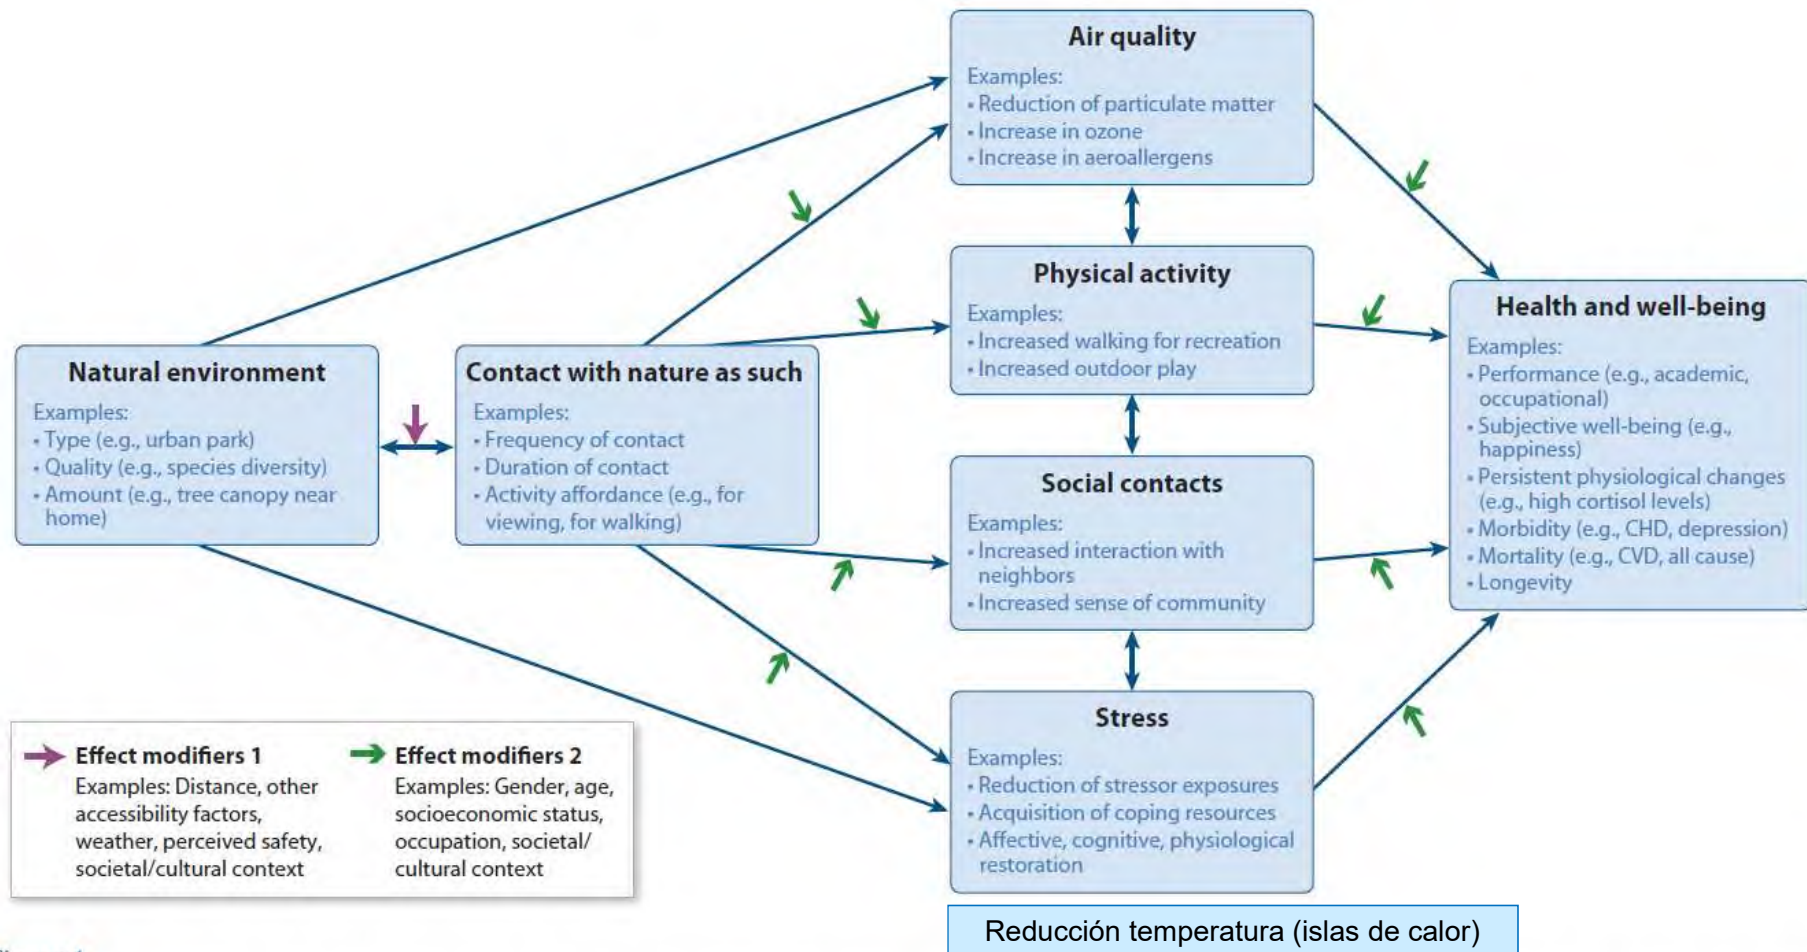 Air quality
Examples:
• Reduction of particulate matter
• Increase in ozone
• Increase in aeroallergens
Physical activity
Examples:
• Increased walking for recreation
• Increased outdoor play
Natural environment
Examples:
• Type (e.g., urban park)
• Quality (e.g., species diversity)
• Amount (e.g., tree canopy near
home)
Contact with nature as such
Examples:
• Frequency of contact
• Duration of contact
• Activity affordance (e.g., for
viewing, for walking)
Health and well-being
Examples:
• Performance (e.g., academic,
occupational)
• Subjective well-being (e.g.,
happiness)
• Persistent physiological changes
(e.g., high cortisol levels)
• Morbidity (e.g., CHD, depression)
• Mortality (e.g., CVD, all cause)
• Longevity
Social contacts
Examples:
• Increased interaction with
neighbors
• Increased sense of community
Stress
Examples:
• Reduction of stressor exposures
• Acquisition of coping resources
• Affective, cognitive, physiological
restoration
Effect modifiers 1
Examples: Distance, other
accessibility factors,
weather, perceived safety,
societal/cultural context
Effect modifiers 2
Examples: Gender, age,
socioeconomic status,
occupation, societal/
cultural context
Reducción temperatura (islas de calor)